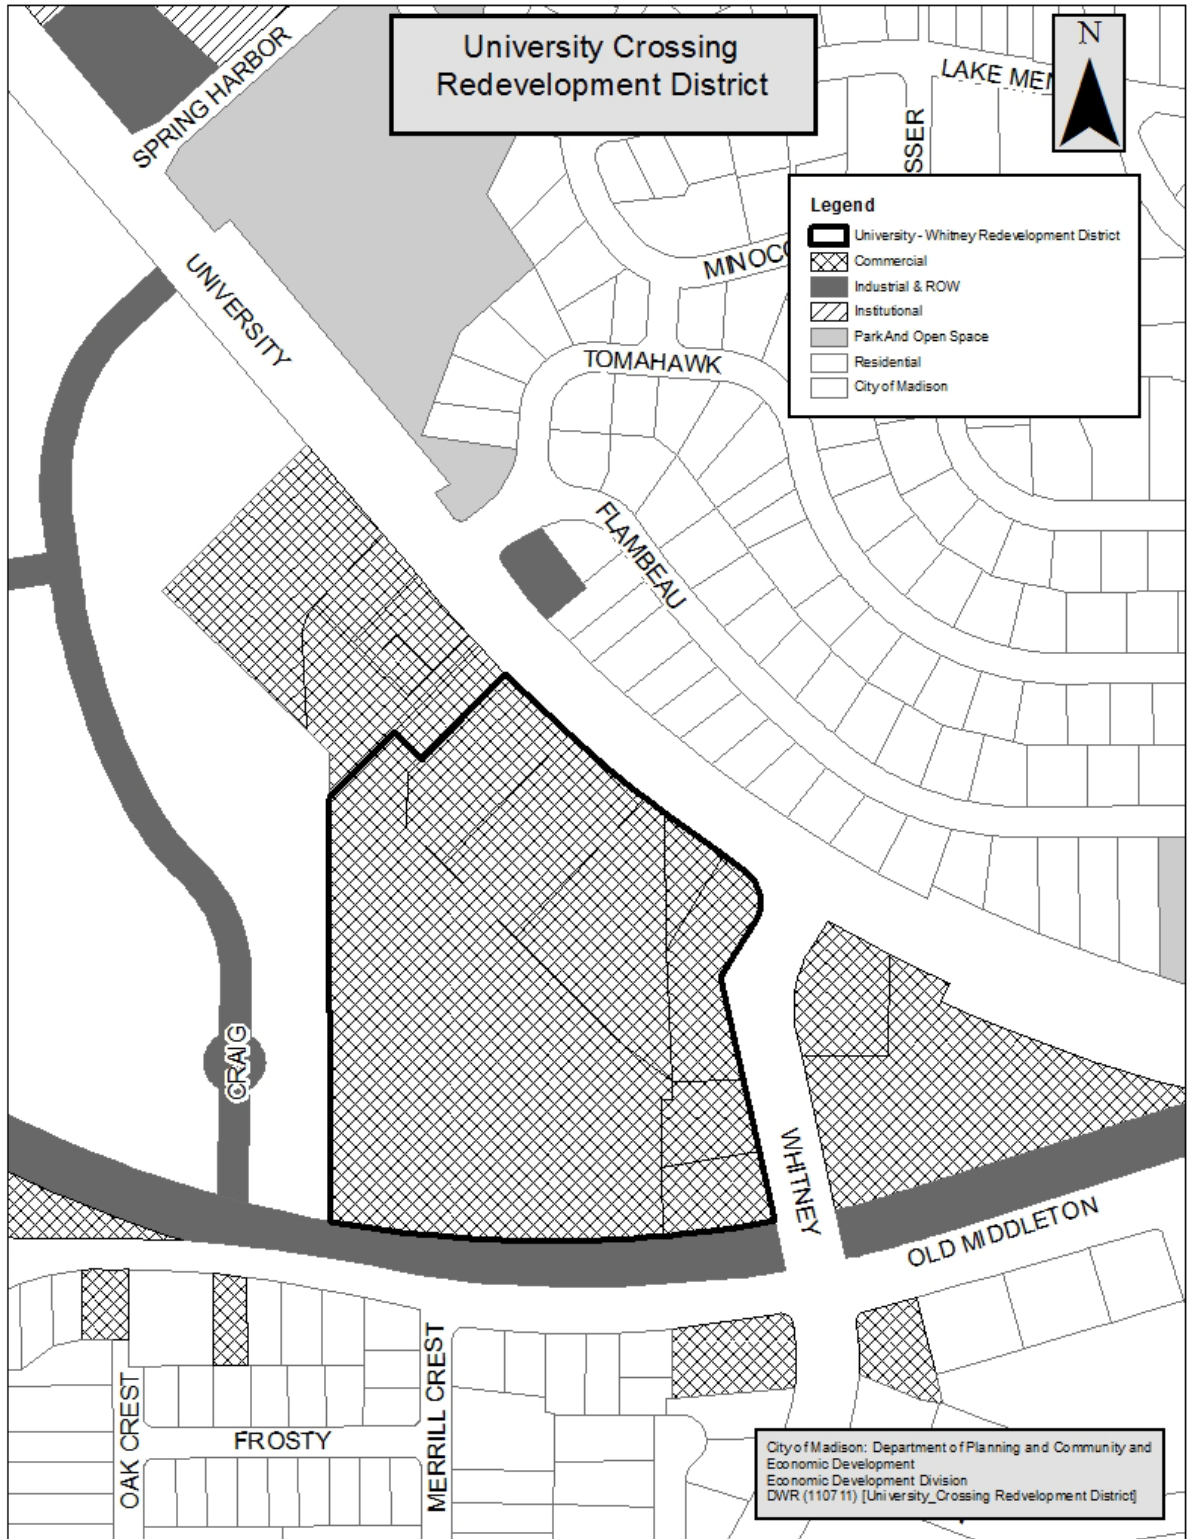 University Crossing
Redevelopment District
N
LAKE MEN
SPRING HARBOR
SSER
Legend
University - Whitney Redevelopment District
Commercial
Industrial & ROW
Institutional
Park And Open Space
Residential
City of Madison
MINOCQ
UNIVERSITY
TOMAHAWK
FLAMBEAU
CRAIG
WHITNEY
OLD MIDDLETON
OAK CREST
MERRILL CREST
FROSTY
City of Madison: Department of Planning and Community and
Economic Development
Economic Development Division
DWR (110711) [University_Crossing Redvelopment District]